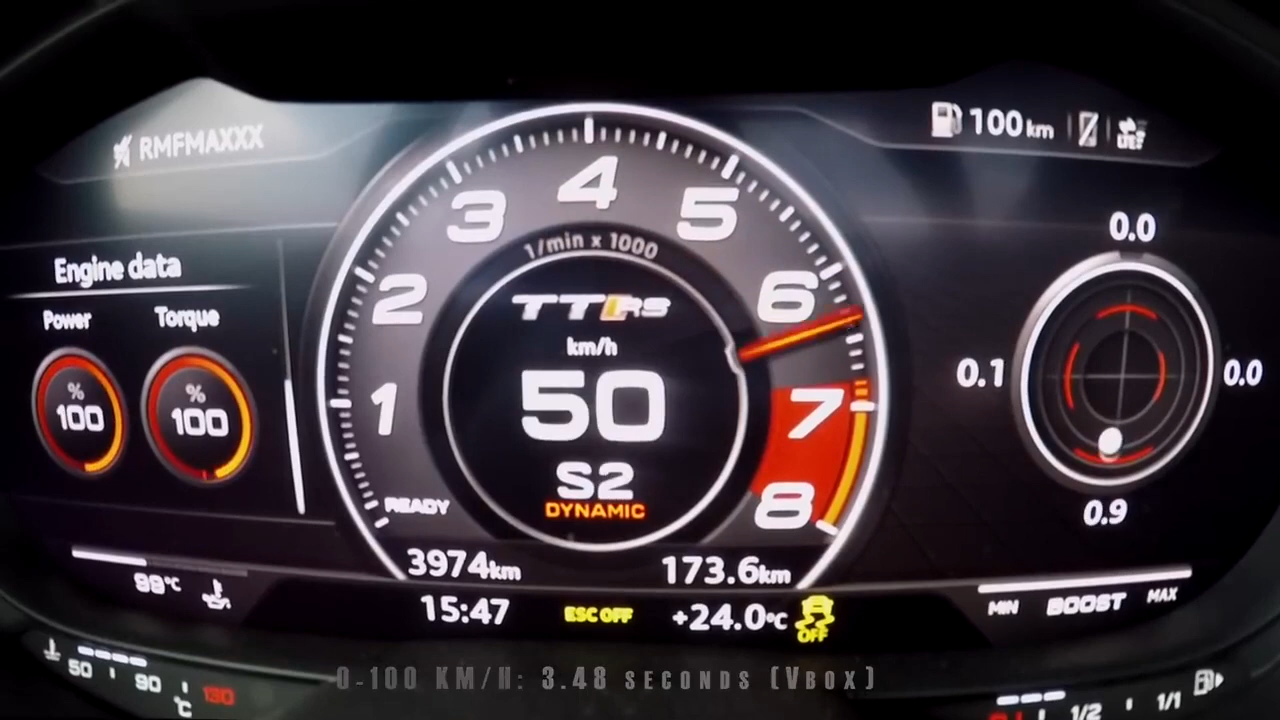 RMFMAXXX
100 km
LTE
Engine data
Power
Torque
%
100
%
100
1
2
3
4
5
6
7
8
1/min x 1000
TT RS
km/h
50
S2
DYNAMIC
READY
0.0
0.1
0.0
0.9
3974km
173.6km
99°C
15:47
ESC OFF
+24.0°C
OFF
MIN
BOOST
MAX
50
90
130
°C
1/2
1/1
0-100 KM/H: 3.48 SECONDS (VBOX)